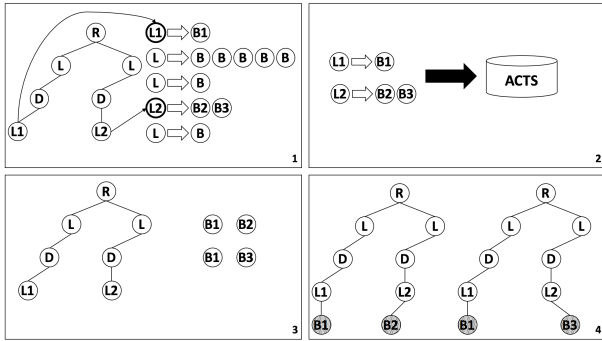 R L1 B1
L L L B B B B B
D D L B
L1 L2 L2 B2 B3
L B
1
L1 B1
L2 B2 B3
ACTS
2
R
L L B1 B2
D D B1 B3
L1 L2
3
R R
L L L L
D D D D
L1 L2 L1 L2
B1 B2 B1 B3
4